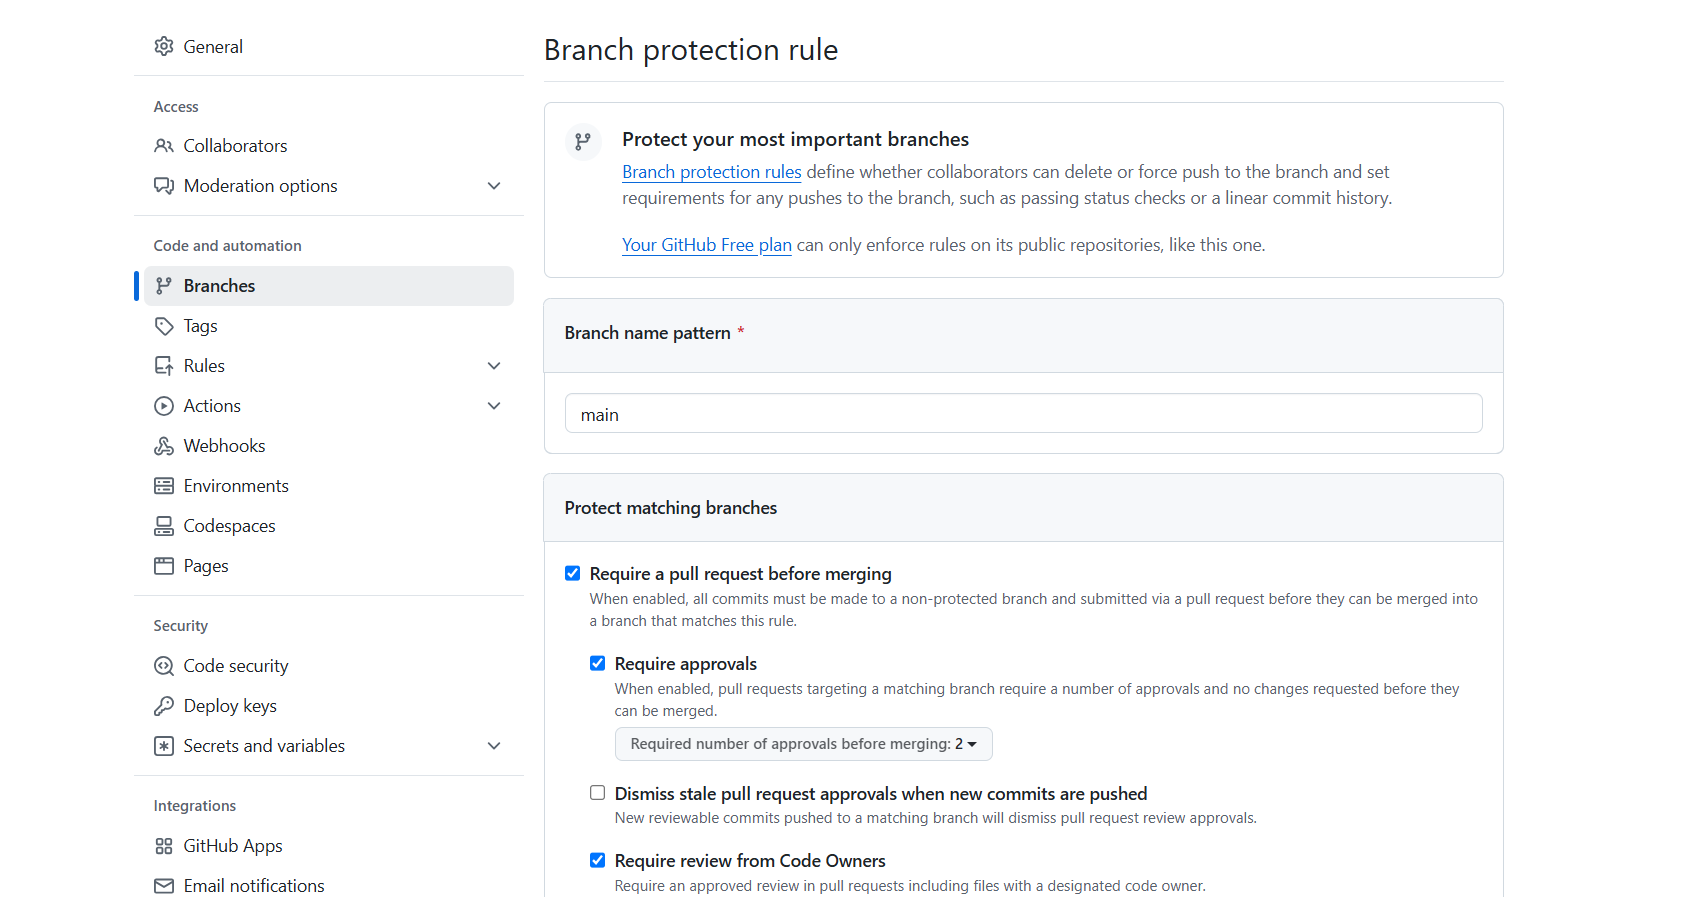 General
Access
Collaborators
Moderation options
Code and automation
Branches
Tags
Rules
Actions
Webhooks
Environments
Codespaces
Pages
Security
Code security
Deploy keys
Secrets and variables
Integrations
GitHub Apps
Email notifications
Branch protection rule
Protect your most important branches
Branch protection rules define whether collaborators can delete or force push to the branch and set
requirements for any pushes to the branch, such as passing status checks or a linear commit history.
Your GitHub Free plan can only enforce rules on its public repositories, like this one.
Branch name pattern *
main
Protect matching branches
Require a pull request before merging
When enabled, all commits must be made to a non-protected branch and submitted via a pull request before they can be merged into
a branch that matches this rule.
Require approvals
When enabled, pull requests targeting a matching branch require a number of approvals and no changes requested before they
can be merged.
Required number of approvals before merging: 2
Dismiss stale pull request approvals when new commits are pushed
New reviewable commits pushed to a matching branch will dismiss pull request review approvals.
Require review from Code Owners
Require an approved review in pull requests including files with a designated code owner.